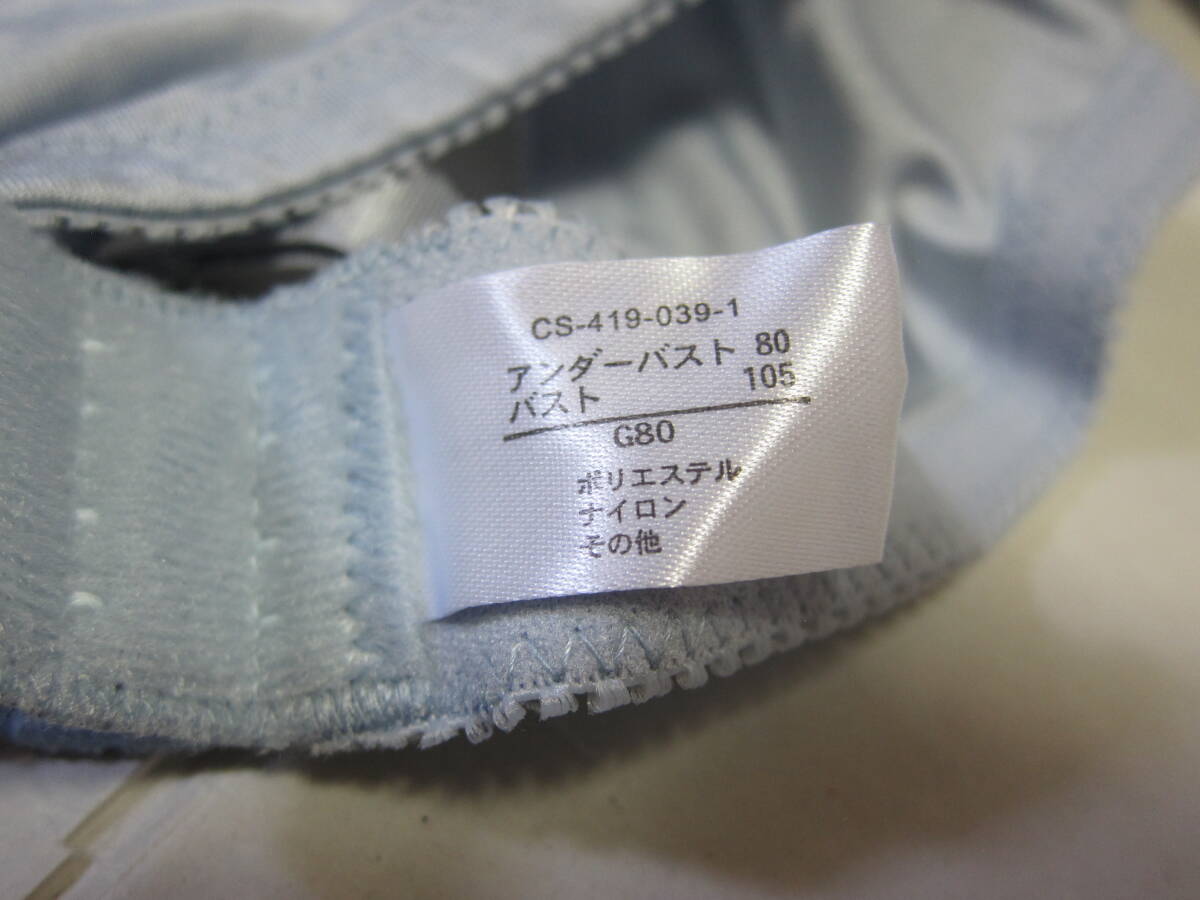 CS-419-039-1
アンダーバスト 80
バスト 105
G80
ポリエステル
ナイロン
その他